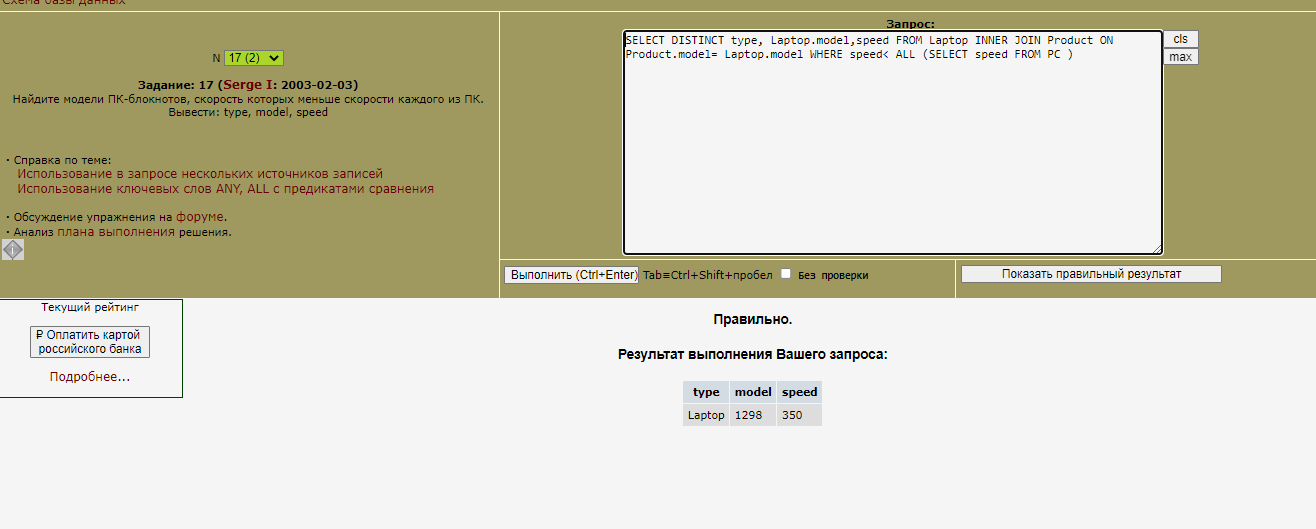 Схема базы данных
N 17 (2)
Задание: 17 (Serge I: 2003-02-03)
Найдите модели ПК-блокнотов, скорость которых меньше скорости каждого из ПК.
Вывести: type, model, speed
· Справка по теме:
Использование в запросе нескольких источников записей
Использование ключевых слов ANY, ALL с предикатами сравнения
· Обсуждение упражнения на форуме.
· Анализ плана выполнения решения.
Запрос:
SELECT DISTINCT type, Laptop.model,speed FROM Laptop INNER JOIN Product ON
Product.model= Laptop.model WHERE speed< ALL (SELECT speed FROM PC )
cls
max
Выполнить (Ctrl+Enter) Tab≡Ctrl+Shift+пробел Без проверки
Показать правильный результат
Текущий рейтинг
₽ Оплатить картой
российского банка
Подробнее...
Правильно.
Результат выполнения Вашего запроса:
type model speed
Laptop 1298 350